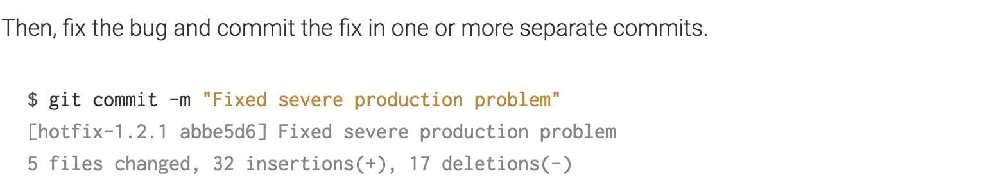 Then, fix the bug and commit the fix in one or more separate commits.
$ git commit -m "Fixed severe production problem"
[hotfix-1.2.1 abbe5d6] Fixed severe production problem
5 files changed, 32 insertions(+), 17 deletions(-)